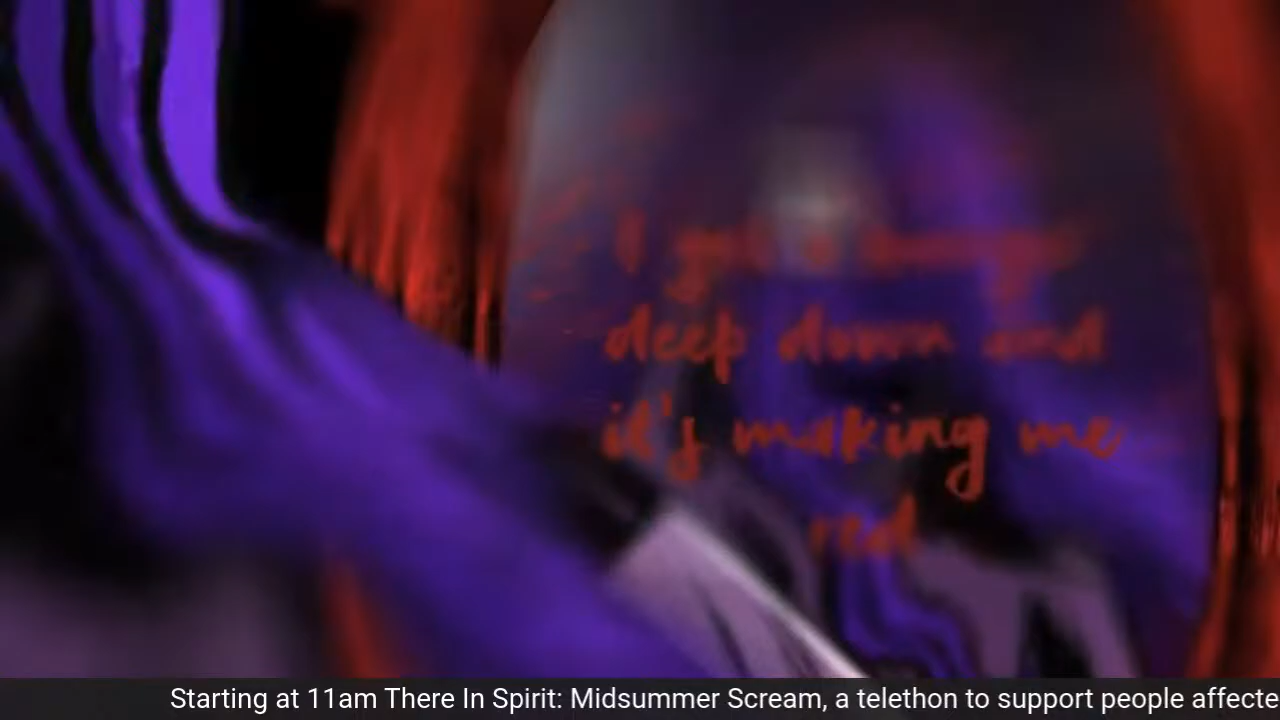 I got a
deep down and
it's making me
red
Starting at 11am There In Spirit: Midsummer Scream, a telethon to support people affecte